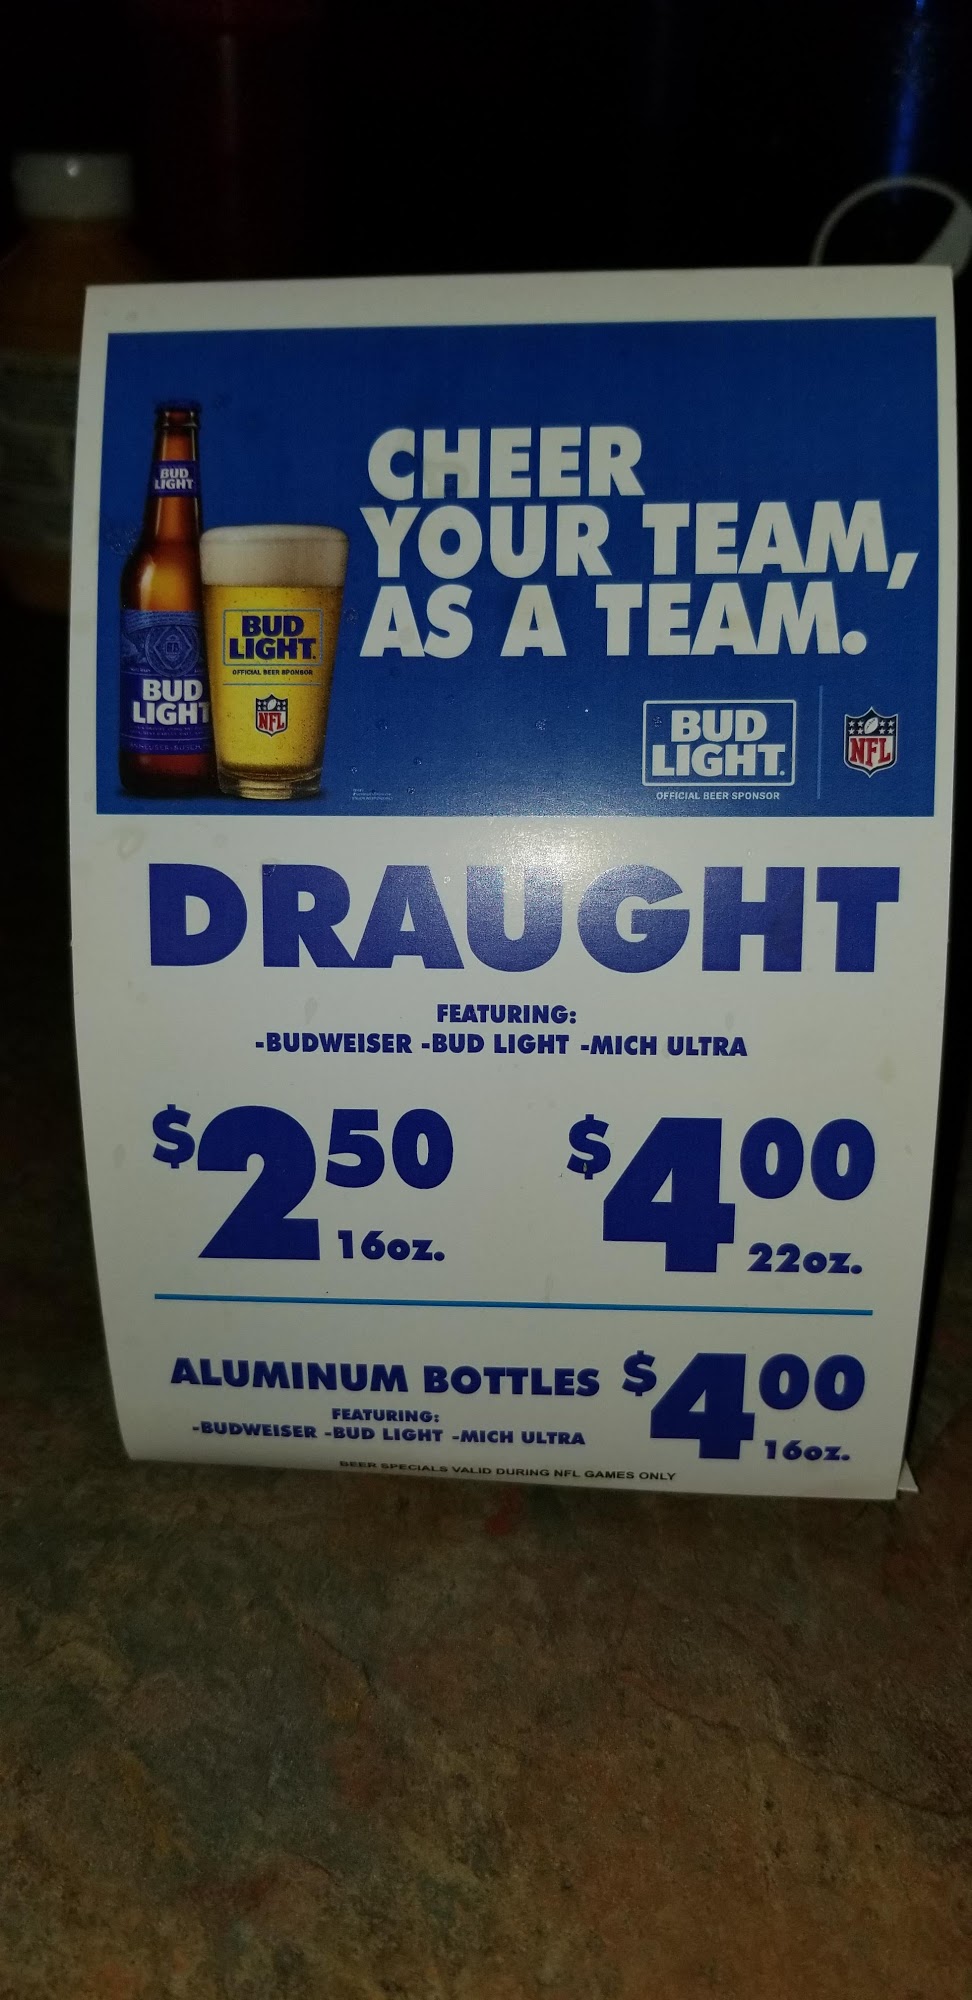 CHEER
YOUR TEAM,
AS A TEAM.
BUD
LIGHT
BUD
LIGHT
BUD
LIGHT.
OFFICIAL BEER SPONSOR
NFL
BUD
LIGHT.
OFFICIAL BEER SPONSOR
NFL
DRAUGHT
FEATURING:
-BUDWEISER -BUD LIGHT -MICH ULTRA
$2 50 16oz. $4 00 22oz.
ALUMINUM BOTTLES $4 00 16oz.
FEATURING:
-BUDWEISER -BUD LIGHT -MICH ULTRA
BEER SPECIALS VALID DURING NFL GAMES ONLY